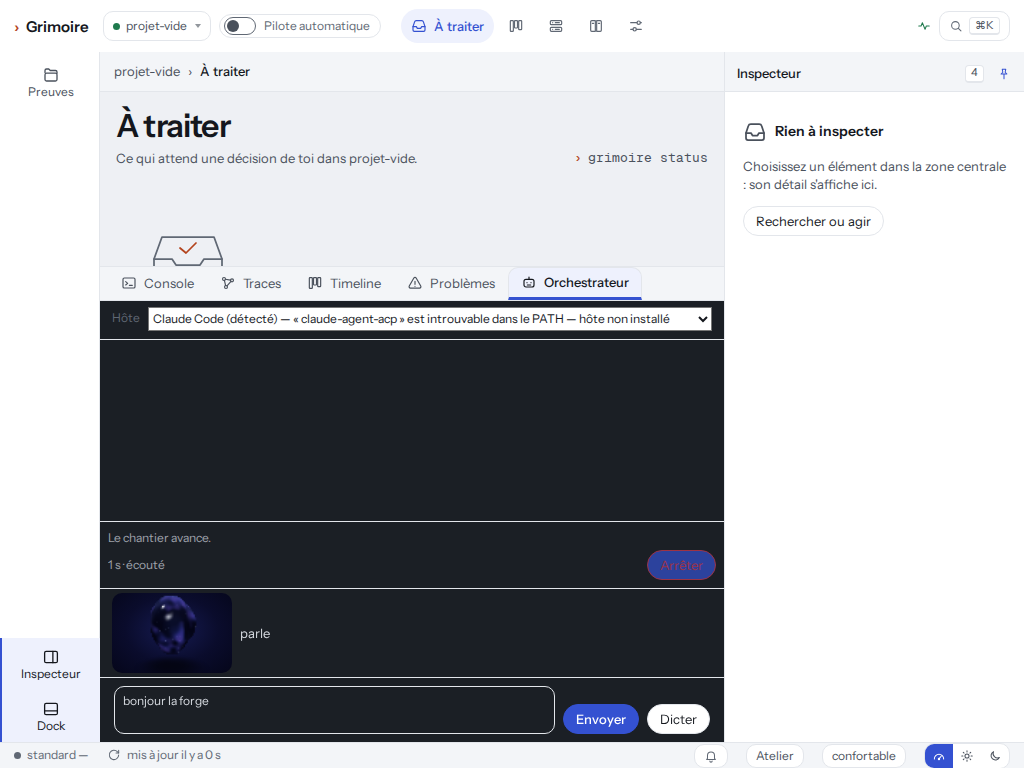 › Grimoire
projet-vide
Pilote automatique
À traiter
⌘K
Preuves
projet-vide › À traiter
Inspecteur
4
À traiter
Ce qui attend une décision de toi dans projet-vide.
› grimoire status
Rien à inspecter
Choisissez un élément dans la zone centrale
: son détail s'affiche ici.
Rechercher ou agir
Console
Traces
Timeline
Problèmes
Orchestrateur
Hôte
Claude Code (détecté) — « claude-agent-acp » est introuvable dans le PATH — hôte non installé
Le chantier avance.
1 s · écouté
Arrêter
parle
bonjour la forge
Envoyer
Dicter
Inspecteur
Dock
standard —
mis à jour il y a 0 s
Atelier
confortable